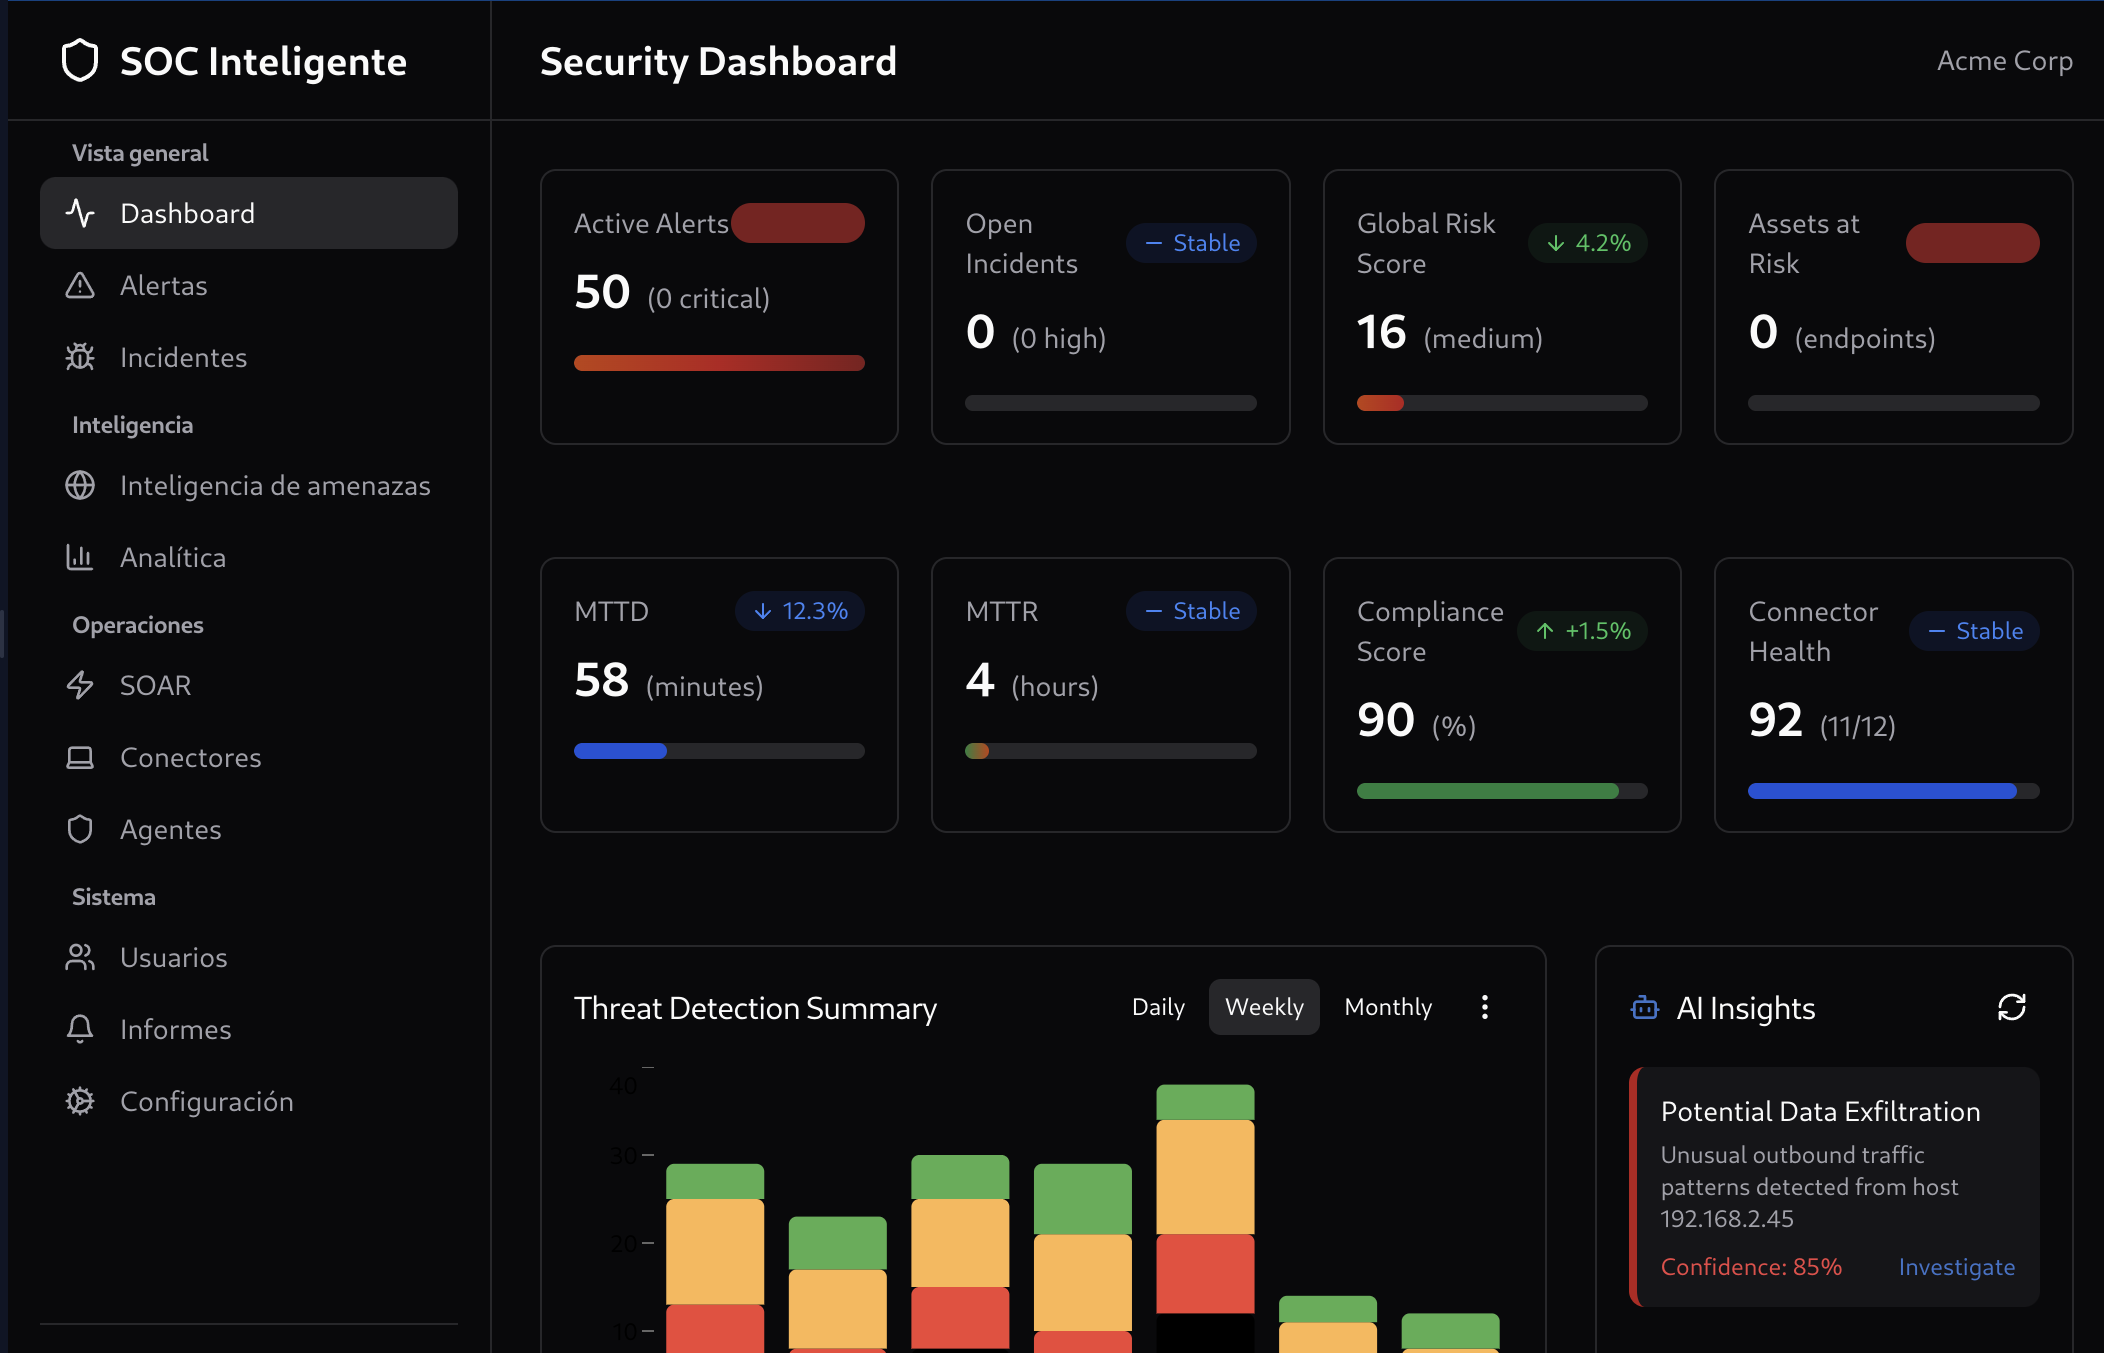 SOC Inteligente
Vista general
Dashboard
Alertas
Incidentes
Inteligencia
Inteligencia de amenazas
Analítica
Operaciones
SOAR
Conectores
Agentes
Sistema
Usuarios
Informes
Configuración
Security Dashboard
Acme Corp
Active Alerts
50 (0 critical)
Open
Incidents
— Stable
0 (0 high)
Global Risk
Score
↓ 4.2%
16 (medium)
Assets at
Risk
0 (endpoints)
MTTD
↓ 12.3%
58 (minutes)
MTTR
— Stable
4 (hours)
Compliance
Score
↑ +1.5%
90 (%)
Connector
Health
— Stable
92 (11/12)
Threat Detection Summary
Daily Weekly Monthly
40
30
20
10
AI Insights
Potential Data Exfiltration
Unusual outbound traffic
patterns detected from host
192.168.2.45
Confidence: 85% Investigate